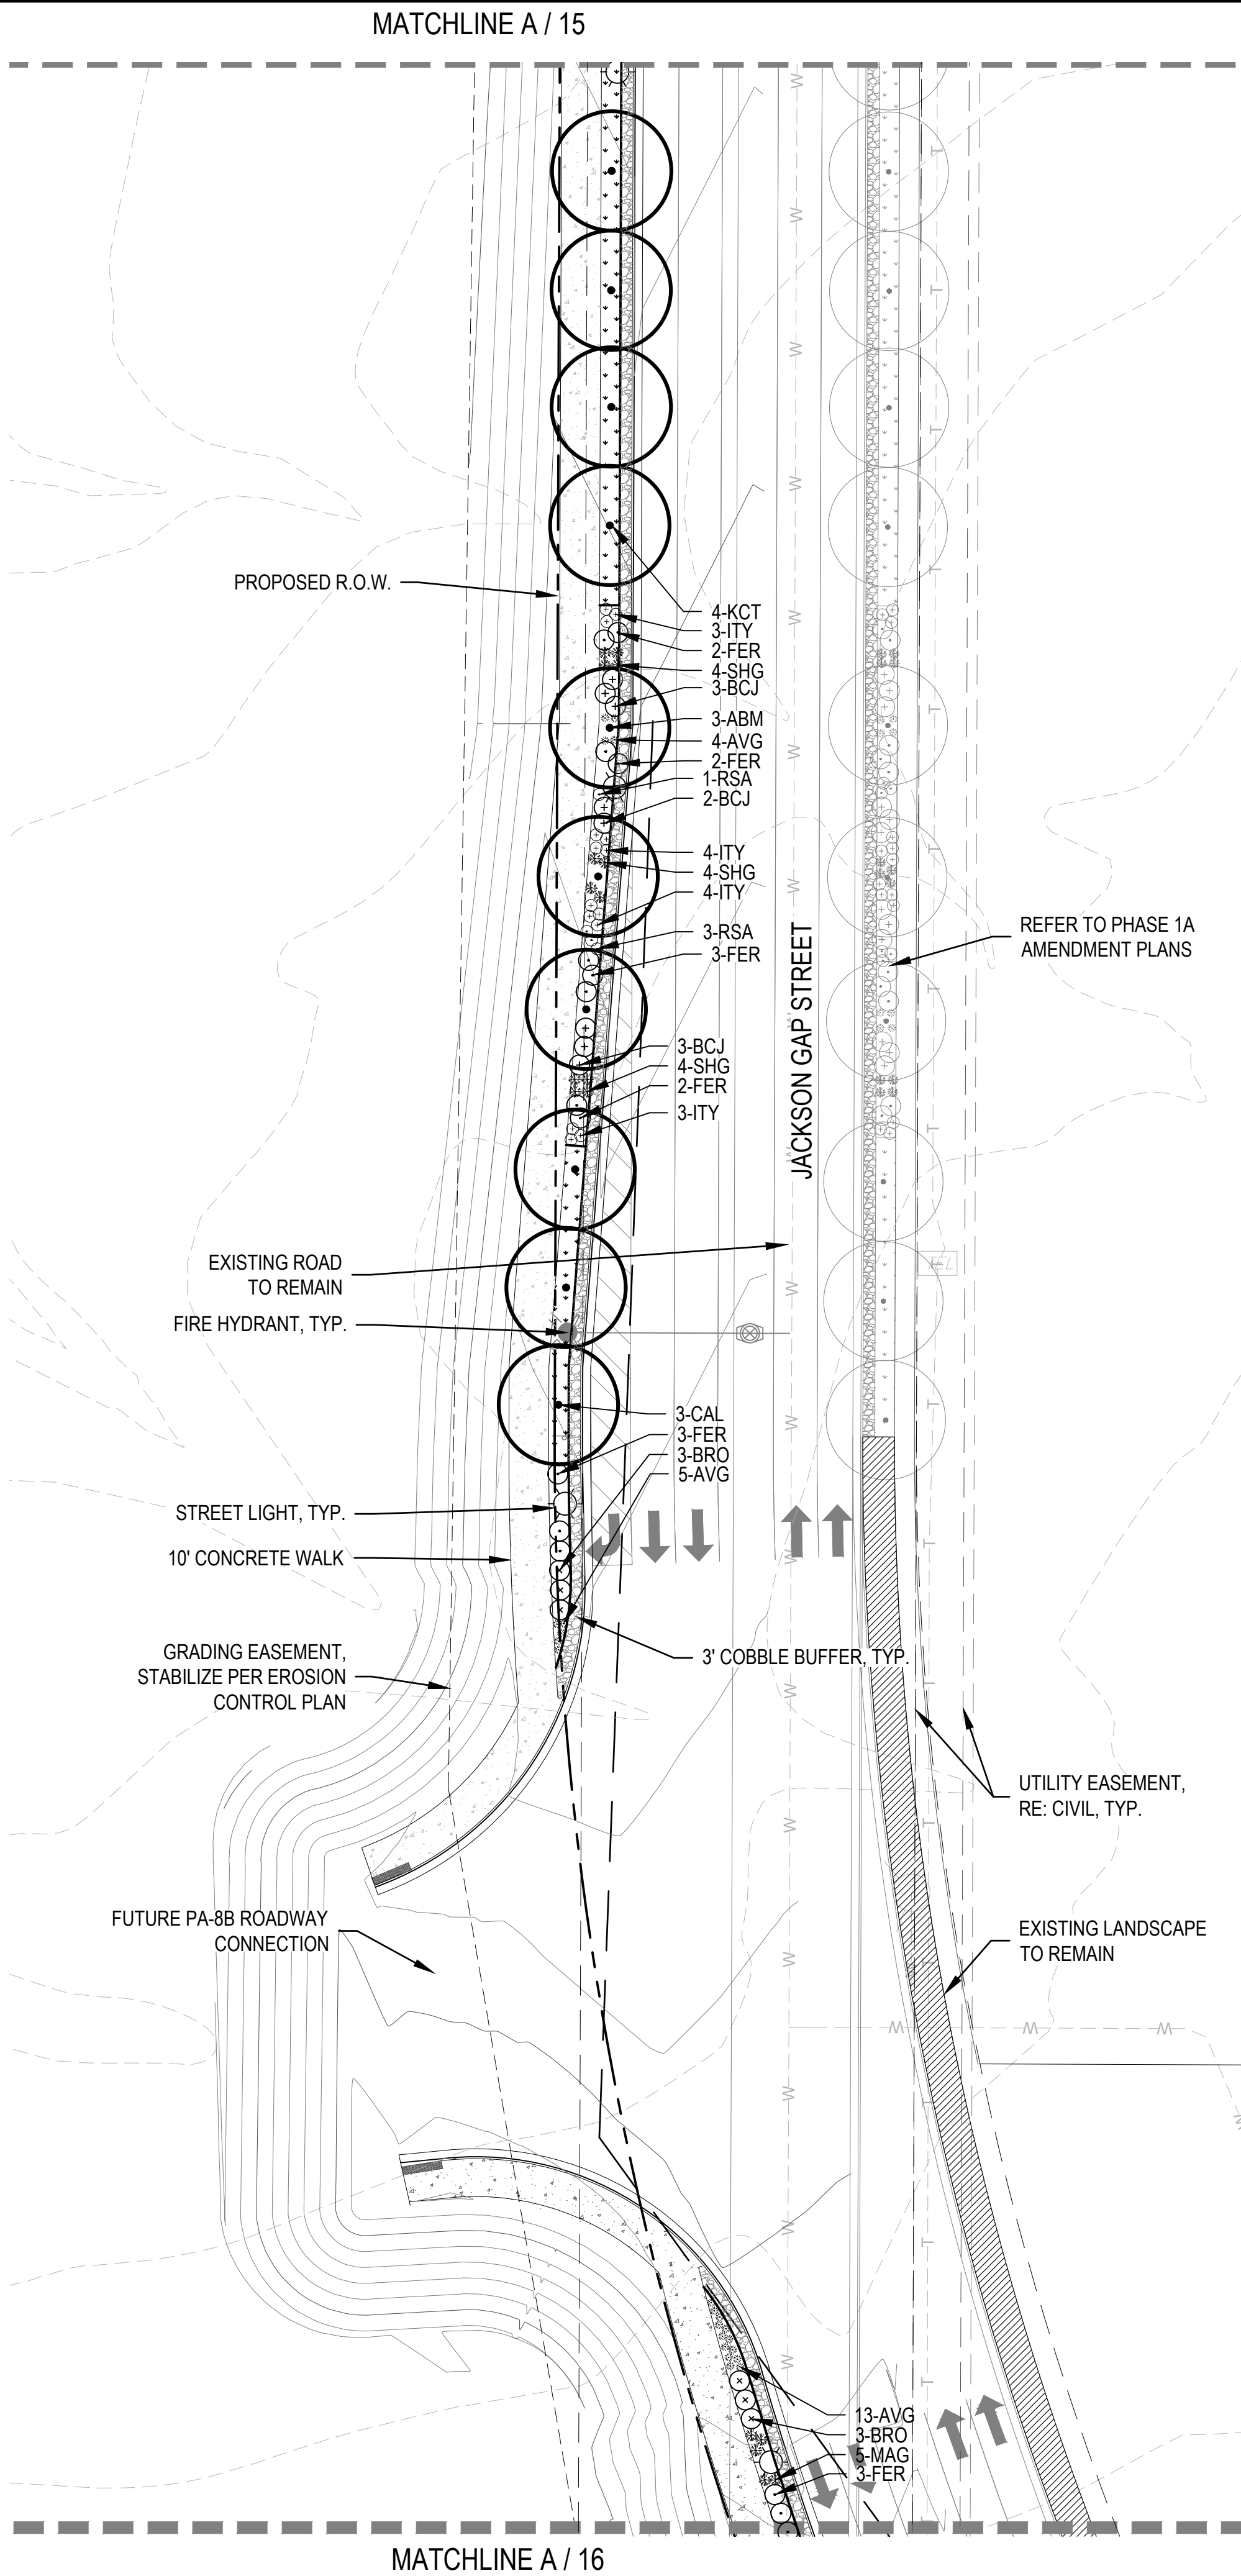 MATCHLINE A / 15
PROPOSED R.O.W.
4-KCT
3-ITY
2-FER
4-SHG
3-BCJ
3-ABM
4-AVG
2-FER
1-RSA
2-BCJ
4-ITY
4-SHG
4-ITY
3-RSA
3-FER
REFER TO PHASE 1A
AMENDMENT PLANS
JACKSON GAP STREET
3-BCJ
4-SHG
2-FER
3-ITY
EXISTING ROAD
TO REMAIN
FIRE HYDRANT, TYP.
3-CAL
3-FER
3-BRO
5-AVG
STREET LIGHT, TYP.
10' CONCRETE WALK
GRADING EASEMENT,
STABILIZE PER EROSION
CONTROL PLAN
3' COBBLE BUFFER, TYP.
UTILITY EASEMENT,
RE: CIVIL, TYP.
FUTURE PA-8B ROADWAY
CONNECTION
EXISTING LANDSCAPE
TO REMAIN
13-AVG
3-BRO
5-MAG
3-FER
MATCHLINE A / 16